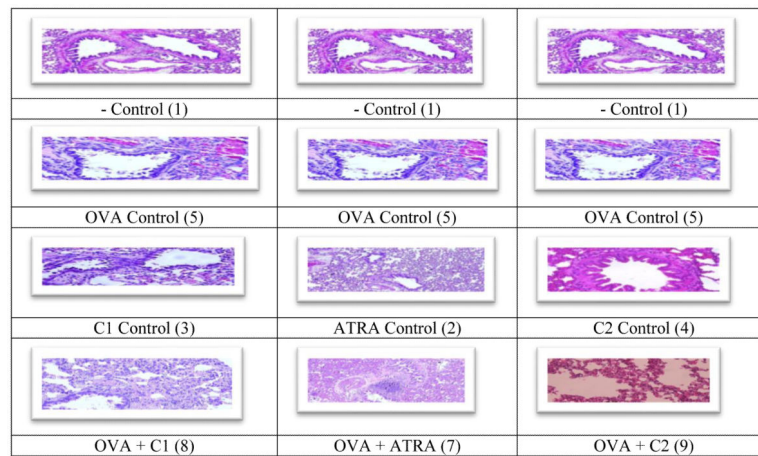 - Control (1)
- Control (1)
- Control (1)
OVA Control (5)
OVA Control (5)
OVA Control (5)
C1 Control (3)
ATRA Control (2)
C2 Control (4)
OVA + C1 (8)
OVA + ATRA (7)
OVA + C2 (9)